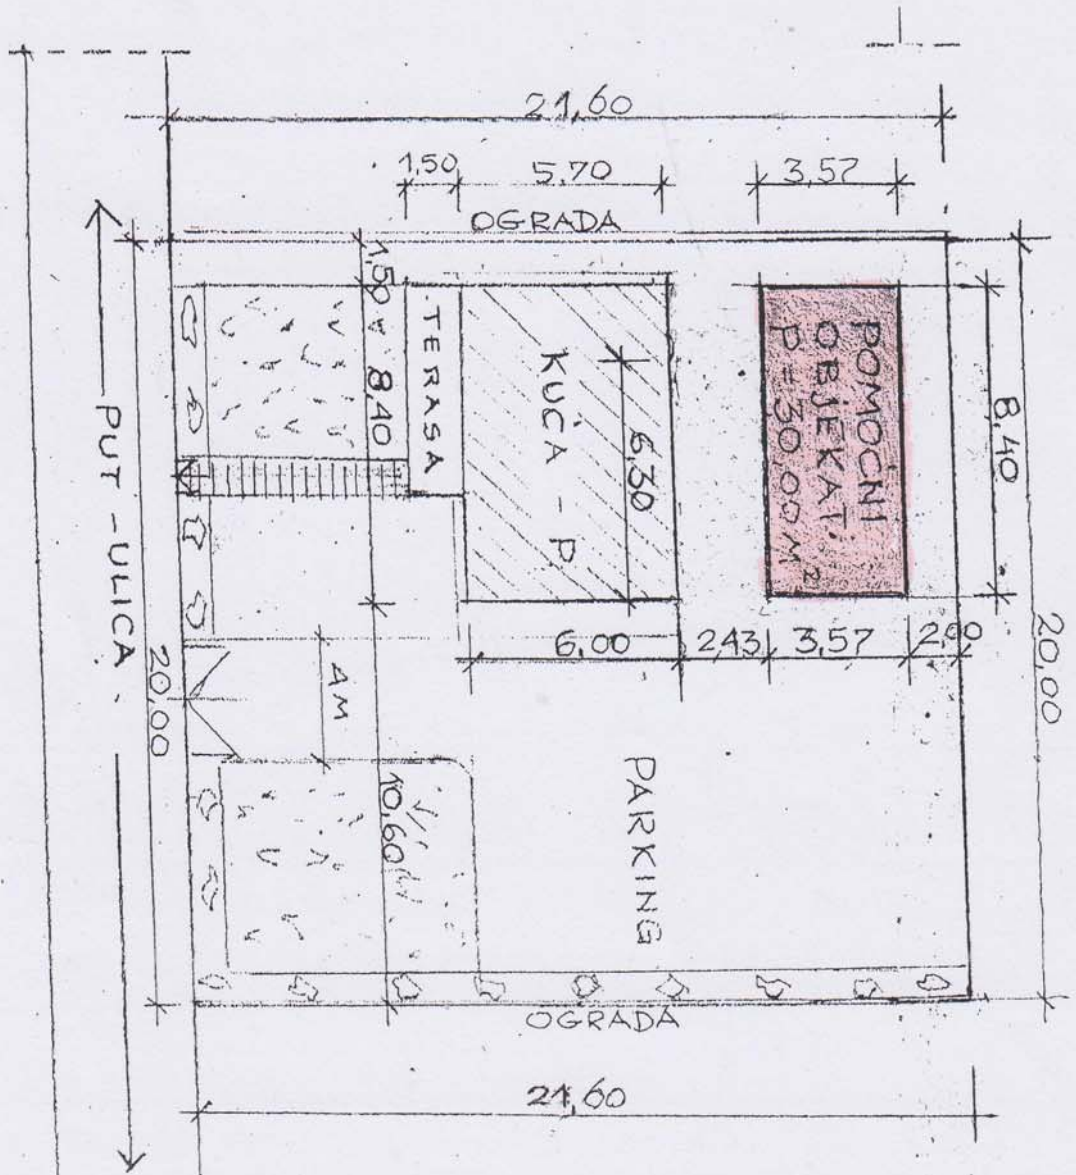 21,60
1,50
5.70
3.57
OGRADA
1,50
8,40
TERASA
KUĆA - P
6,30
POMOĆNI
OBJEKAT.
P = 30,00 M²
8,40
20,00
PUT - ULICA
20,00
6.00
2,43
3,57
2,00
4M
10,60
PARKING
OGRADA
21,60